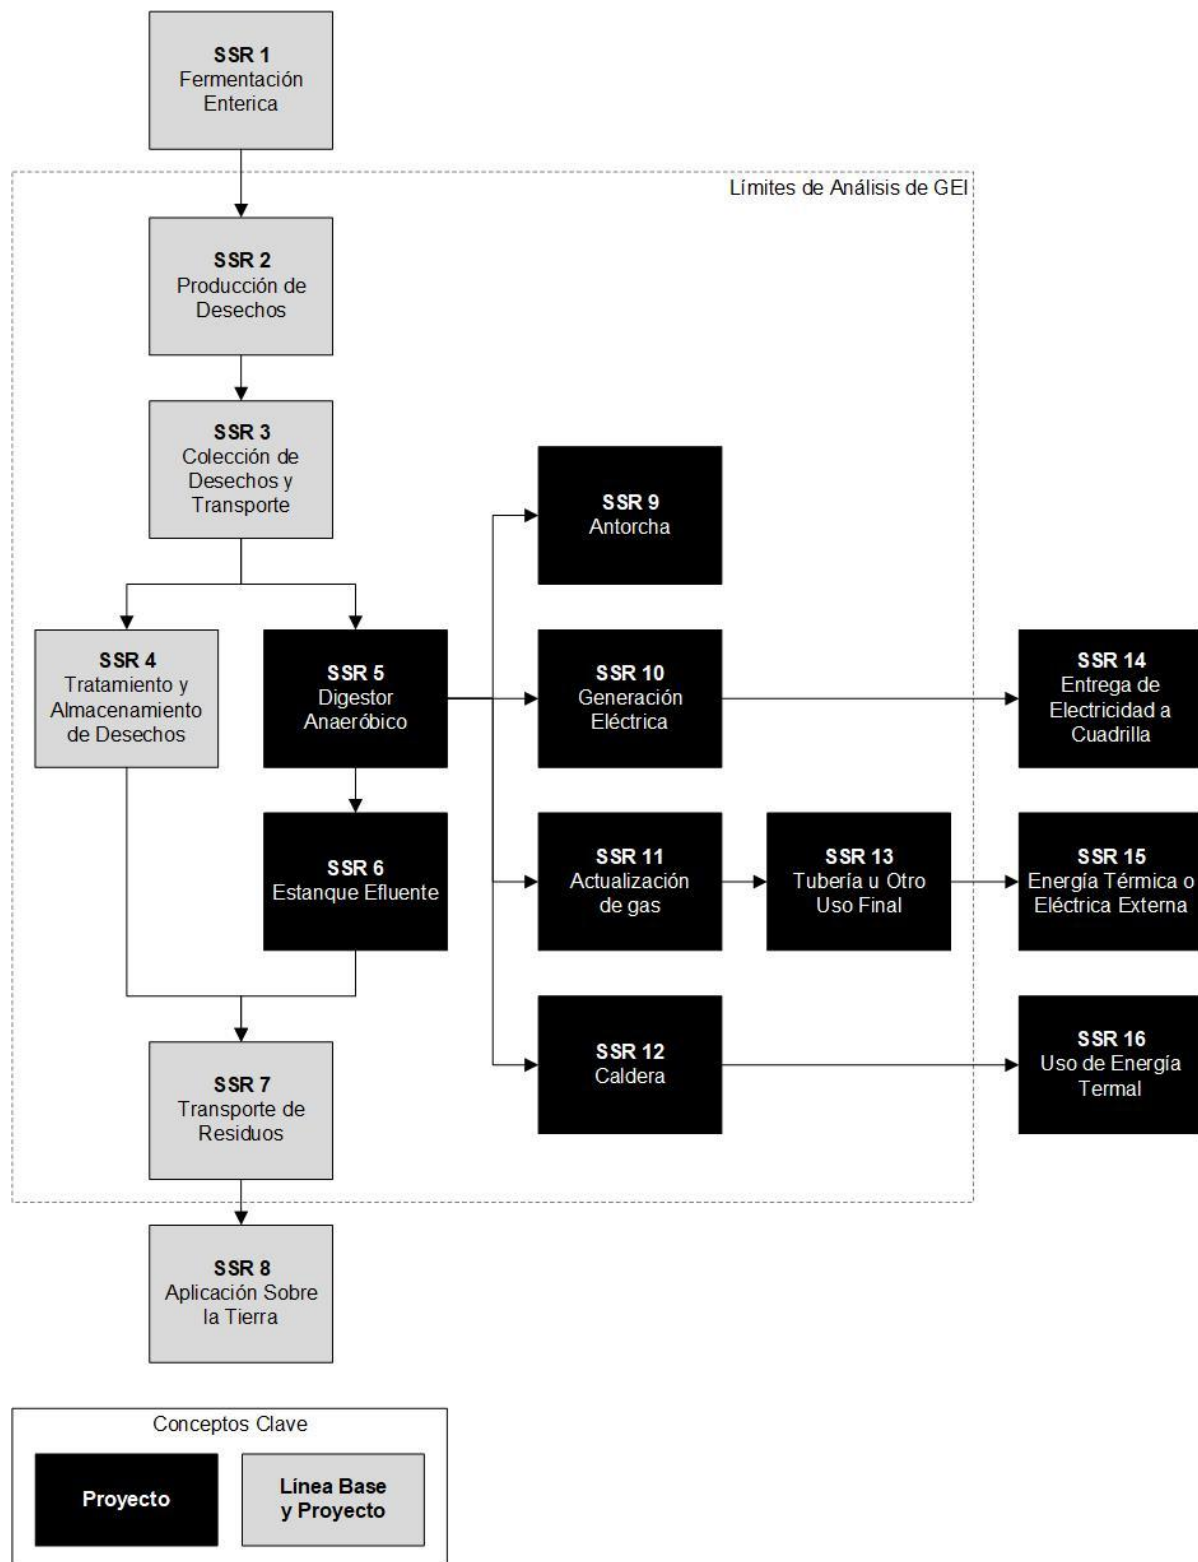 SSR 1
Fermentación
Enterica
Límites de Análisis de GEI
SSR 2
Producción de
Desechos
SSR 3
Colección de
Desechos y
Transporte
SSR 9
Antorcha
SSR 4
Tratamiento y
Almacenamiento
de Desechos
SSR 5
Digestor
Anaeróbico
SSR 10
Generación
Eléctrica
SSR 14
Entrega de
Electricidad a
Cuadrilla
SSR 6
Estanque Efluente
SSR 11
Actualización
de gas
SSR 13
Tubería u Otro
Uso Final
SSR 15
Energía Térmica o
Eléctrica Externa
SSR 7
Transporte de
Residuos
SSR 12
Caldera
SSR 16
Uso de Energía
Termal
SSR 8
Aplicación Sobre
la Tierra
Conceptos Clave
Proyecto
Línea Base
y Proyecto